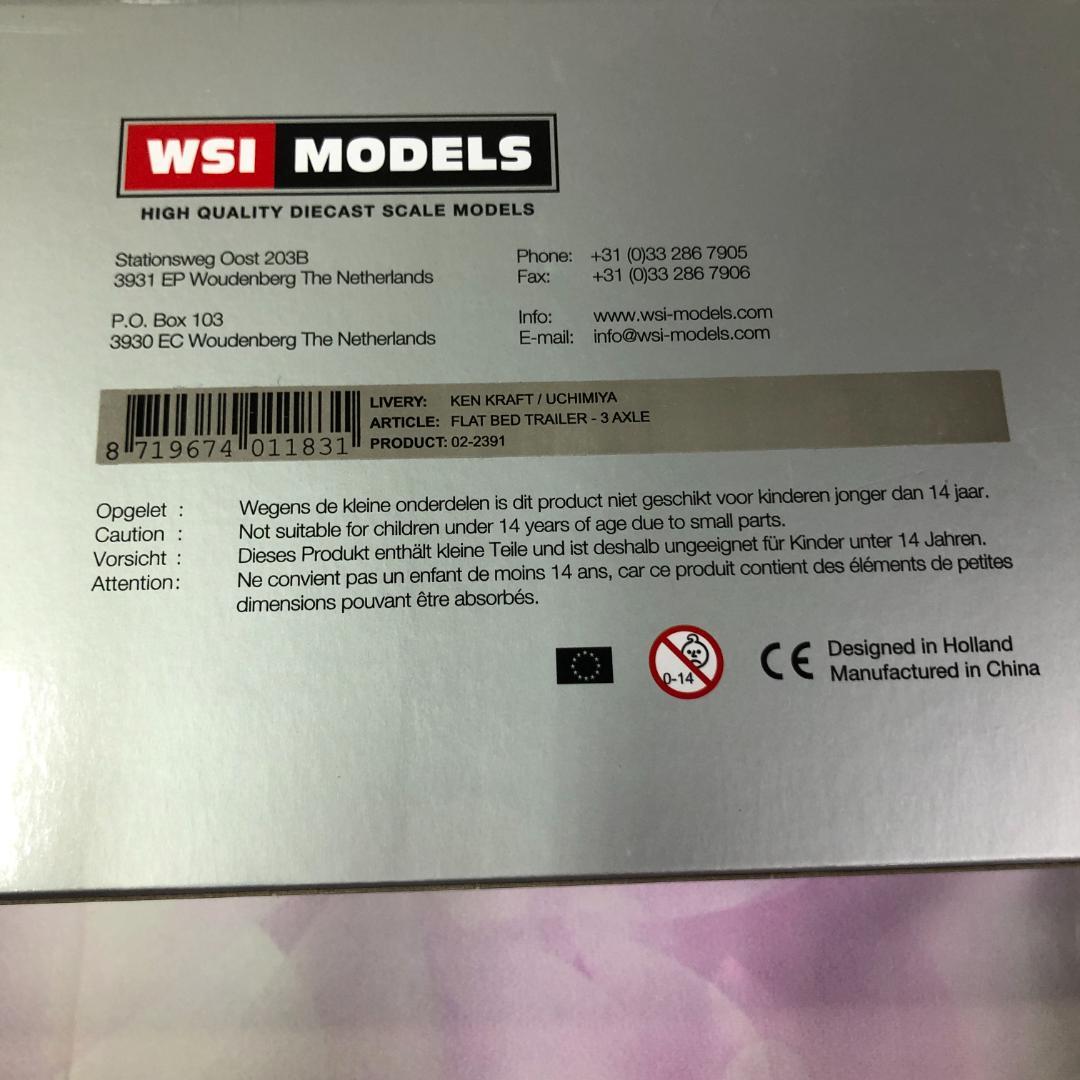 WSI MODELS
HIGH QUALITY DIECAST SCALE MODELS
Stationsweg Oost 203B
3931 EP Woudenberg The Netherlands
P.O. Box 103
3930 EC Woudenberg The Netherlands
Phone: +31 (0)33 286 7905
Fax: +31 (0)33 286 7906
Info: www.wsi-models.com
E-mail: info@wsi-models.com
8 719674 011831
LIVERY: KEN KRAFT / UCHIMIYA
ARTICLE: FLAT BED TRAILER - 3 AXLE
PRODUCT: 02-2391
Opgelet : Wegens de kleine onderdelen is dit product niet geschikt voor kinderen jonger dan 14 jaar.
Caution : Not suitable for children under 14 years of age due to small parts.
Vorsicht : Dieses Produkt enthält kleine Teile und ist deshalb ungeeignet für Kinder unter 14 Jahren.
Attention: Ne convient pas un enfant de moins 14 ans, car ce produit contient des éléments de petites
dimensions pouvant être absorbés.
0-14
CE
Designed in Holland
Manufactured in China